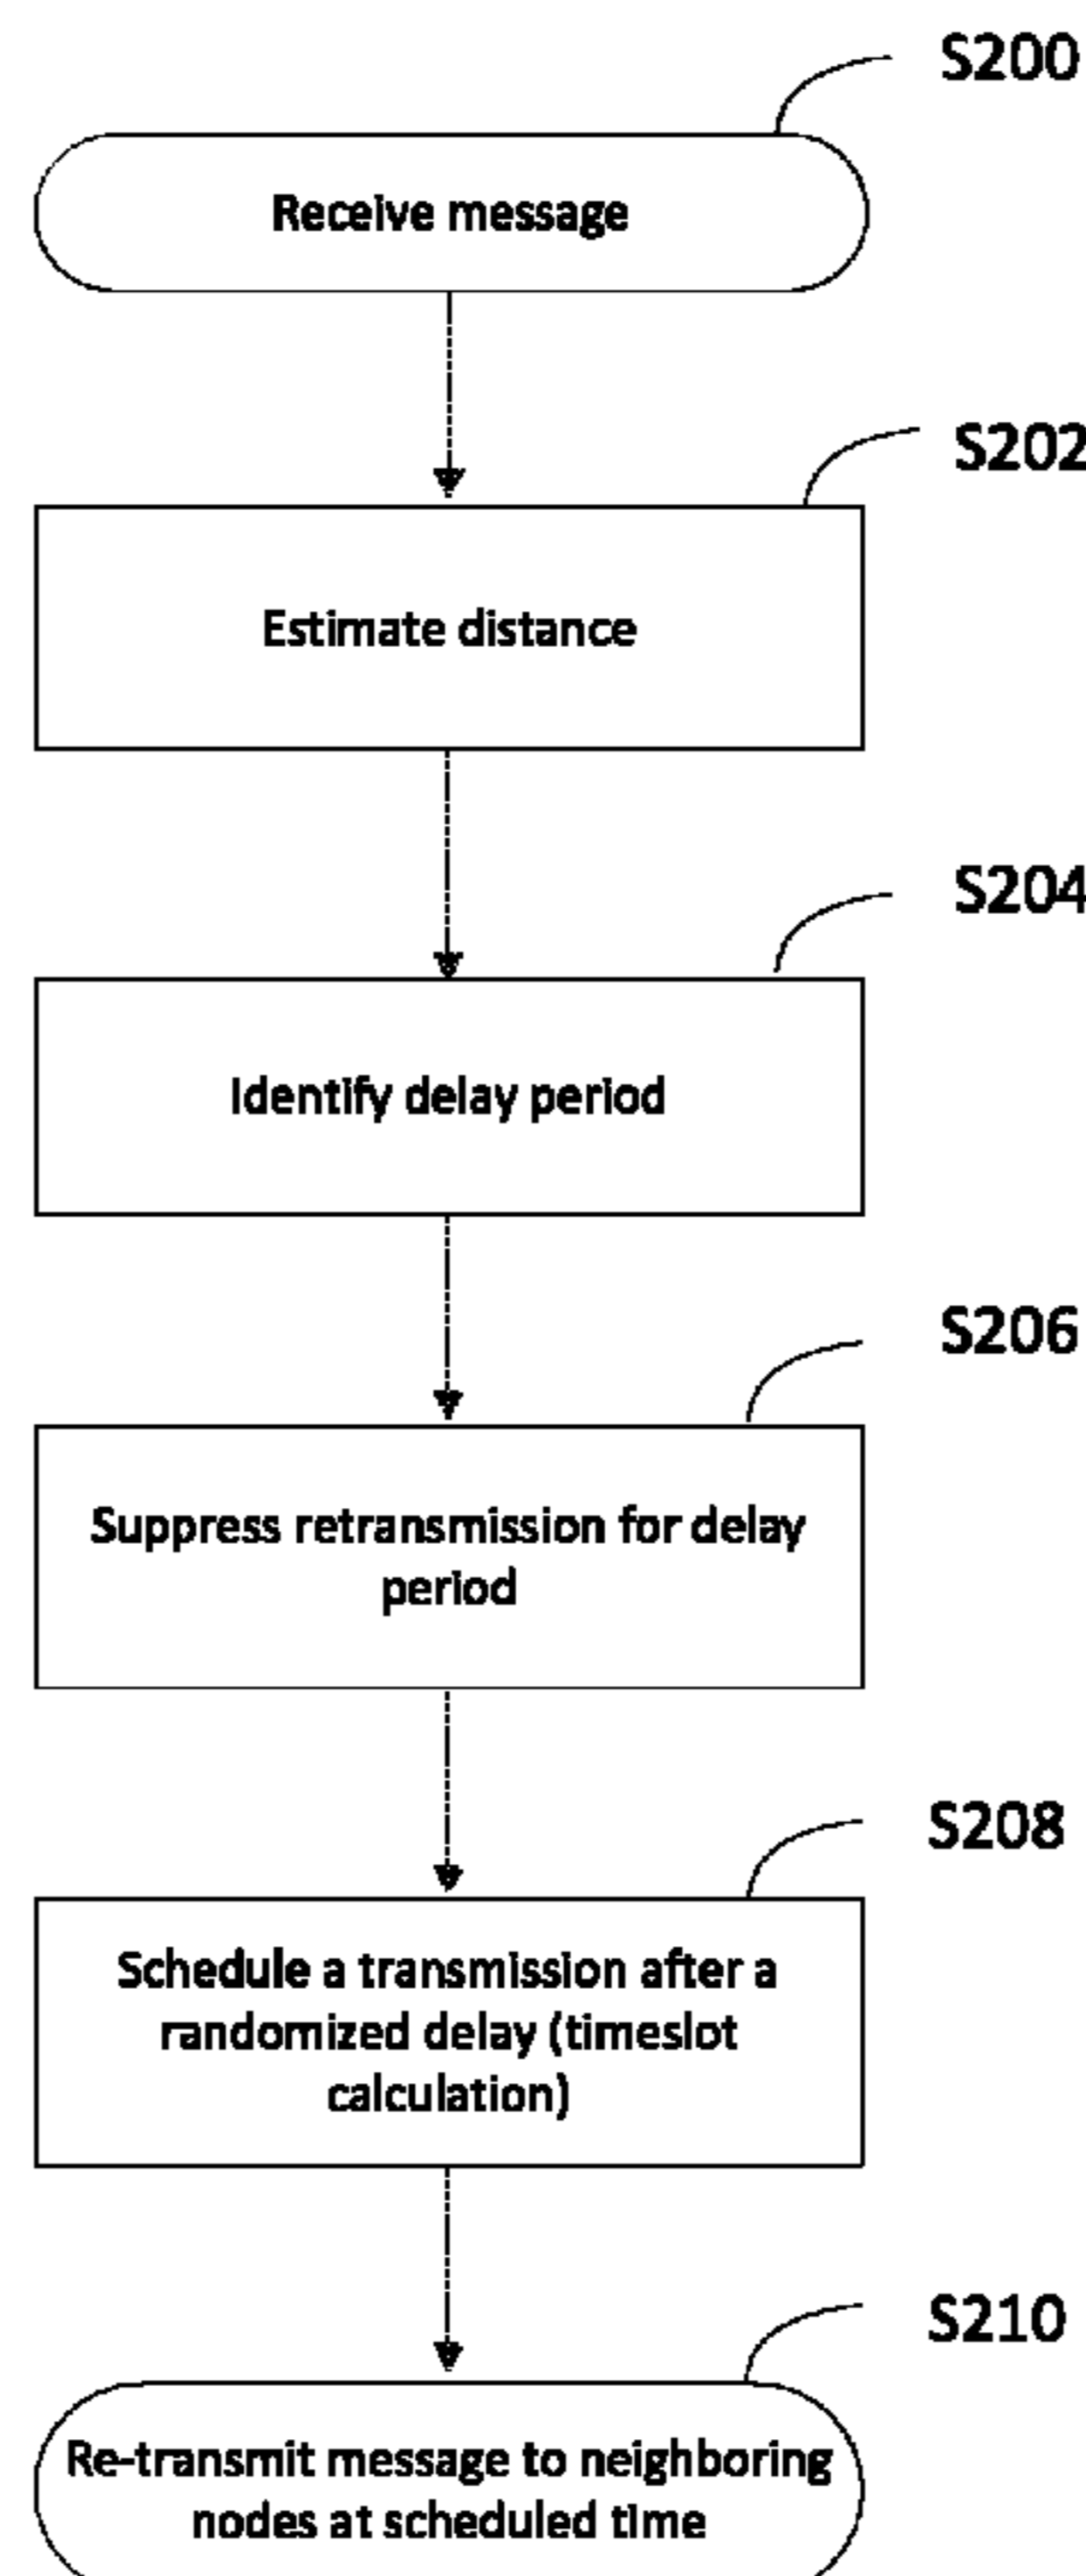 S200
Receive message
S202
Estimate distance
S204
Identify delay period
S206
Suppress retransmission for delay
period
S208
Schedule a transmission after a
randomized delay (timeslot
calculation)
S210
Re-transmit message to neighboring
nodes at scheduled time